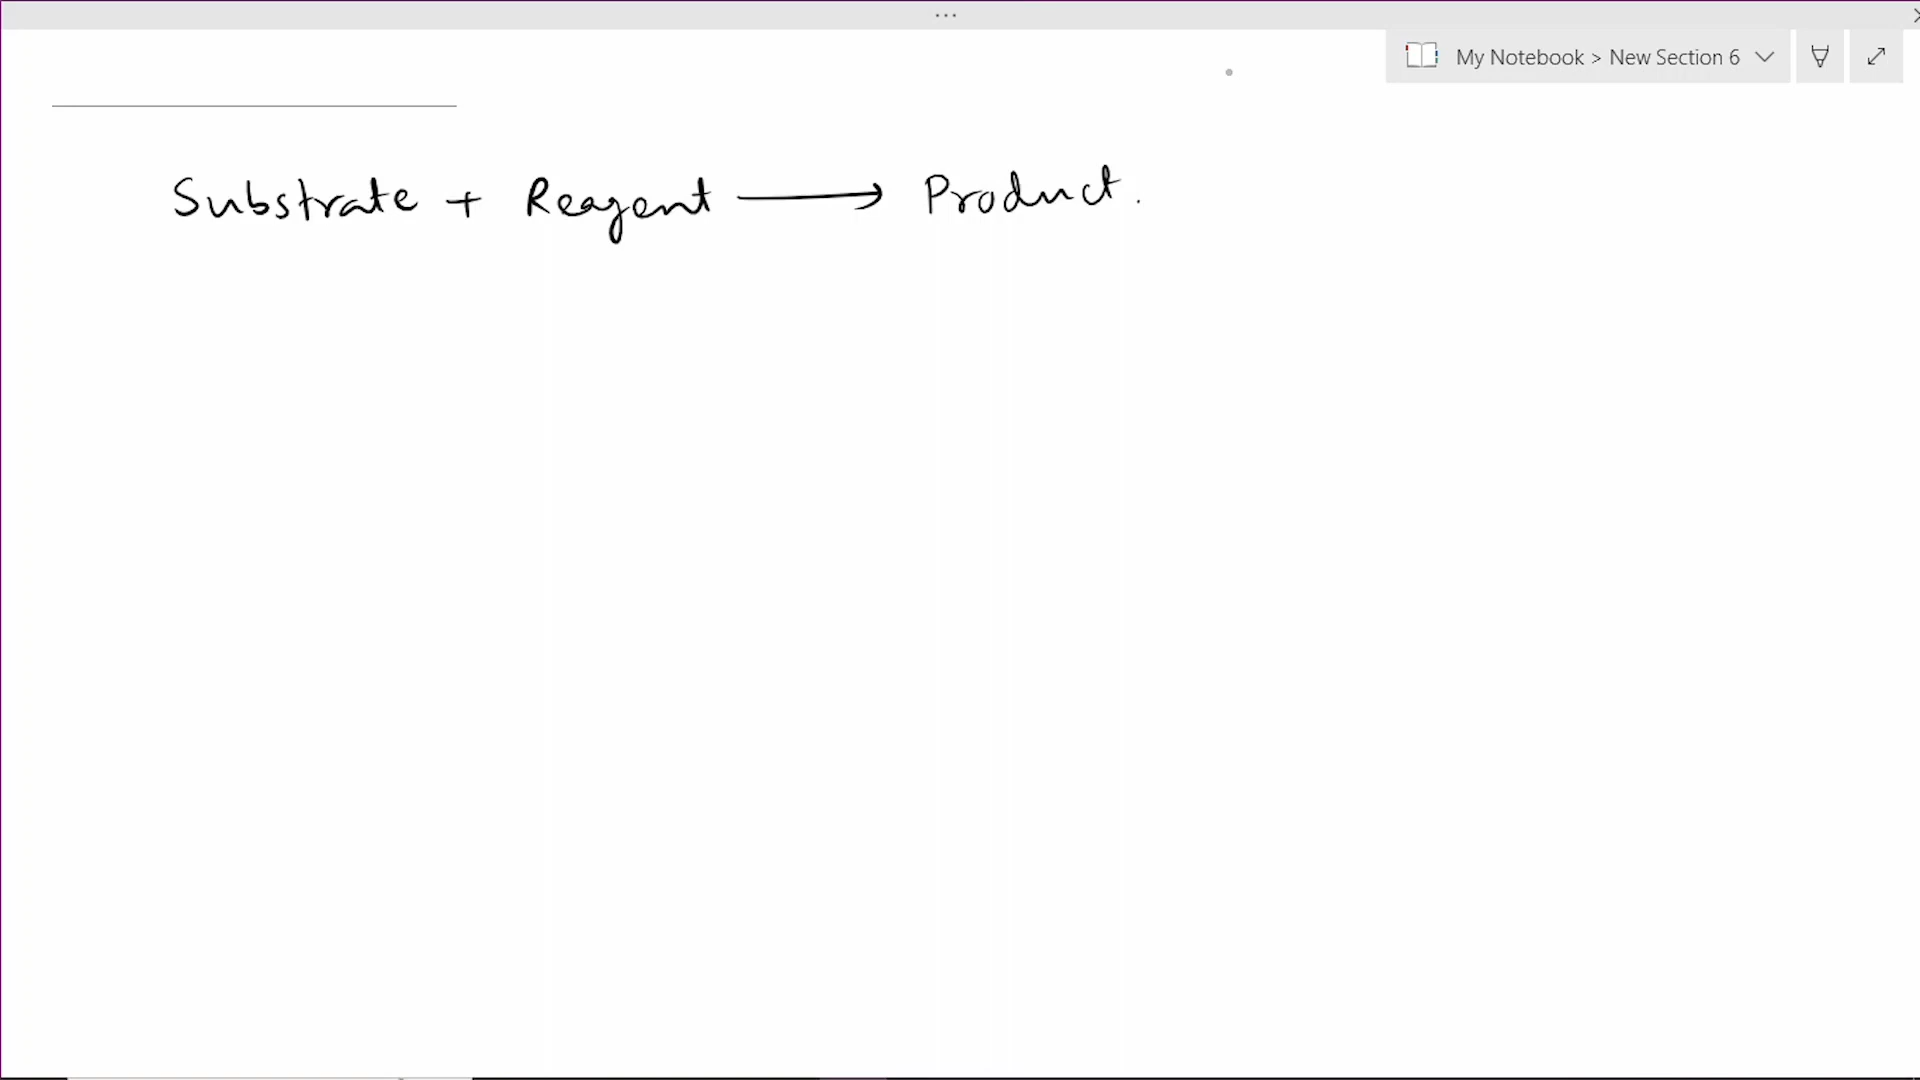 My Notebook > New Section 6
Substrate + Reagent ⟶ Product.